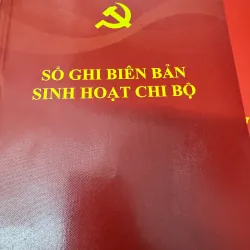 SỔ GHI BIÊN BẢN
SINH HOẠT CHI BỘ